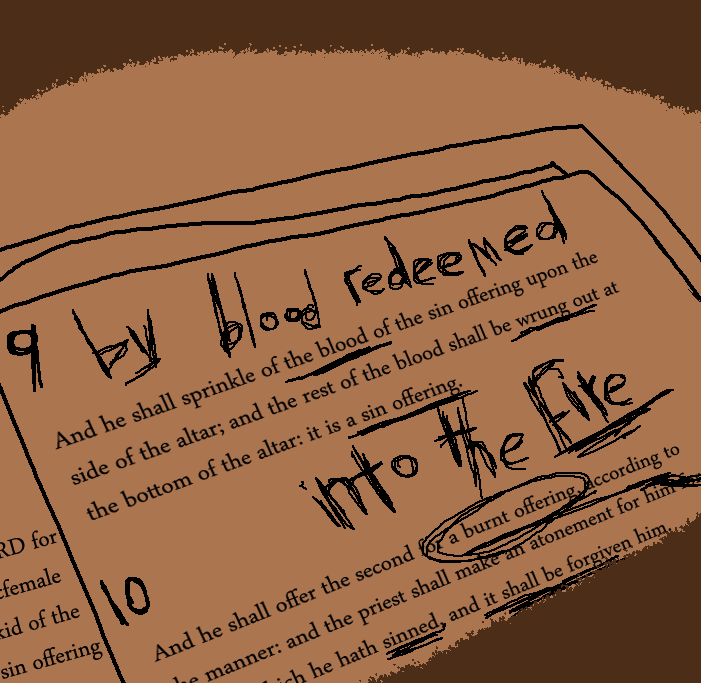 9 by blood redeemed
And he shall sprinkle of the blood of the sin offering upon the
side of the altar; and the rest of the blood shall be wrung out at
the bottom of the altar: it is a sin offering.
into the Fire
10
And he shall offer the second for a burnt offering, according to
manner: and the priest shall make an atonement for him for
he hath sinned, and it shall be forgiven him.
RD for
female
kid of the
sin offering